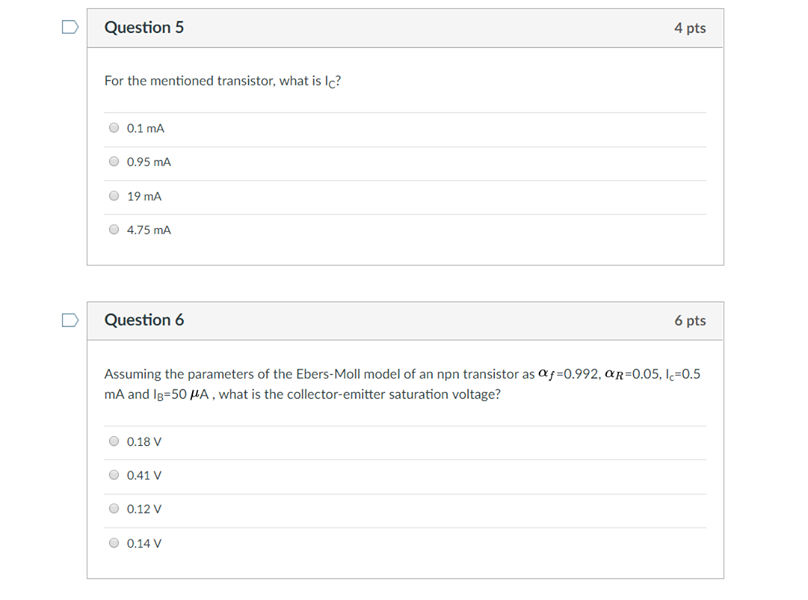 Question 5
4 pts
For the mentioned transistor, what is I_C?
0.1 mA
0.95 mA
19 mA
4.75 mA
Question 6
6 pts
Assuming the parameters of the Ebers-Moll model of an npn transistor as α_f=0.992, α_R=0.05, I_c=0.5
mA and I_B=50 μA , what is the collector-emitter saturation voltage?
0.18 V
0.41 V
0.12 V
0.14 V